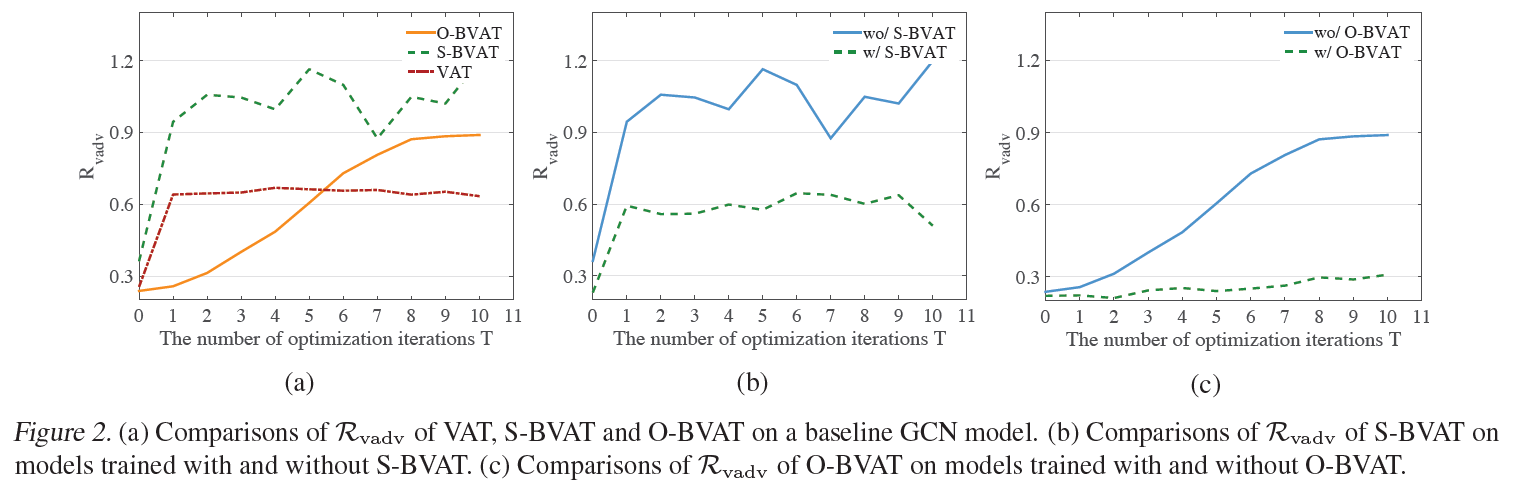 O-BVAT
S-BVAT
VAT
1.2
0.9
0.6
0.3
R_vadv
0 1 2 3 4 5 6 7 8 9 10 11
The number of optimization iterations T
(a)
wo/ S-BVAT
w/ S-BVAT
1.2
0.9
0.6
0.3
R_vadv
0 1 2 3 4 5 6 7 8 9 10 11
The number of optimization iterations T
(b)
wo/ O-BVAT
w/ O-BVAT
1.2
0.9
0.6
0.3
R_vadv
0 1 2 3 4 5 6 7 8 9 10 11
The number of optimization iterations T
(c)
Figure 2. (a) Comparisons of R_vadv of VAT, S-BVAT and O-BVAT on a baseline GCN model. (b) Comparisons of R_vadv of S-BVAT on
models trained with and without S-BVAT. (c) Comparisons of R_vadv of O-BVAT on models trained with and without O-BVAT.